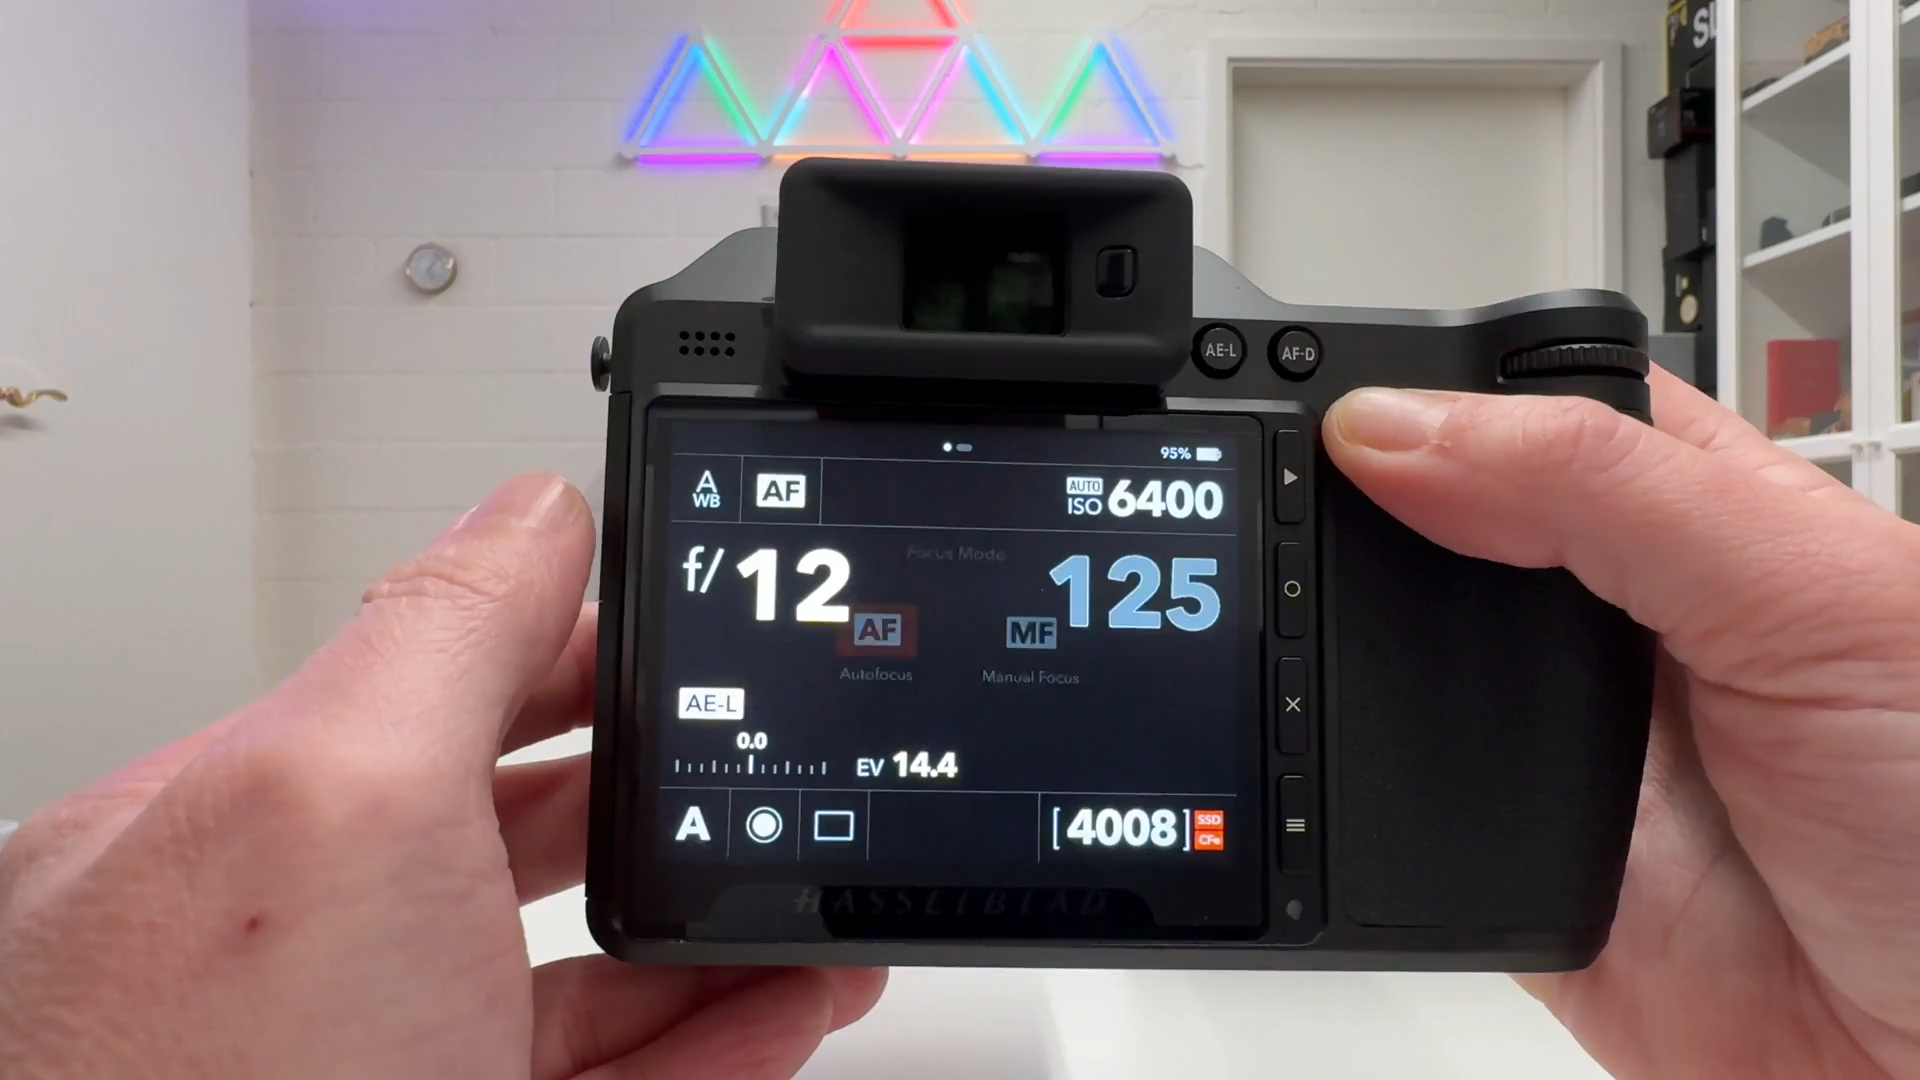 SL
AE-L
AF-D
95%
A
WB
AF
AUTO
ISO 6400
f/12
Focus Mode
125
AF
MF
Autofocus
Manual Focus
AE-L
0.0
EV 14.4
A
[4008]
SSD
CFe
HASSELBLAD